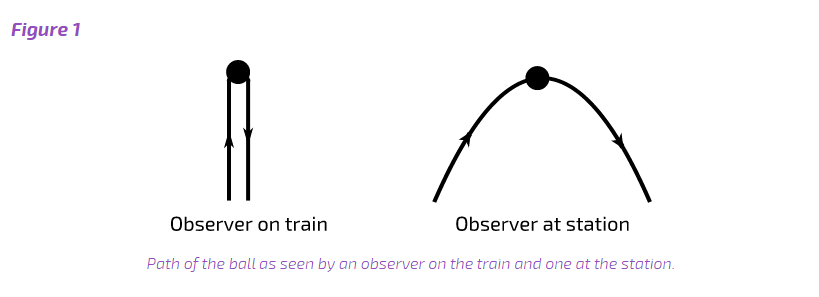 Figure 1
Observer on train
Observer at station
Path of the ball as seen by an observer on the train and one at the station.